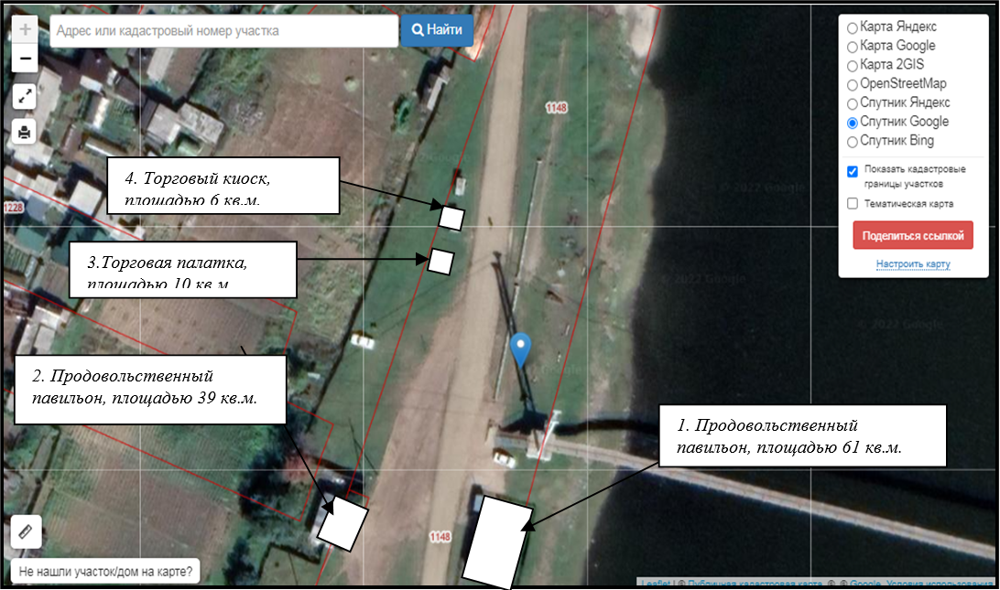 Адрес или кадастровый номер участка
Найти
Карта Яндекс
Карта Google
Карта 2GIS
OpenStreetMap
Спутник Яндекс
Спутник Google
Спутник Bing
Показать кадастровые
границы участков
Тематическая карта
Поделиться ссылкой
Настроить карту
1148
4. Торговый киоск,
площадью 6 кв.м.
1228
3.Торговая палатка,
площадью 10 кв.м
2. Продовольственный
павильон, площадью 39 кв.м.
1. Продовольственный
павильон, площадью 61 кв.м.
1148
Не нашли участок/дом на карте?
Leaflet | © Публичная кадастровая карта, ©, © Google, Условия использования
© 2022 Google
© 2022 Google
© 2022 Google